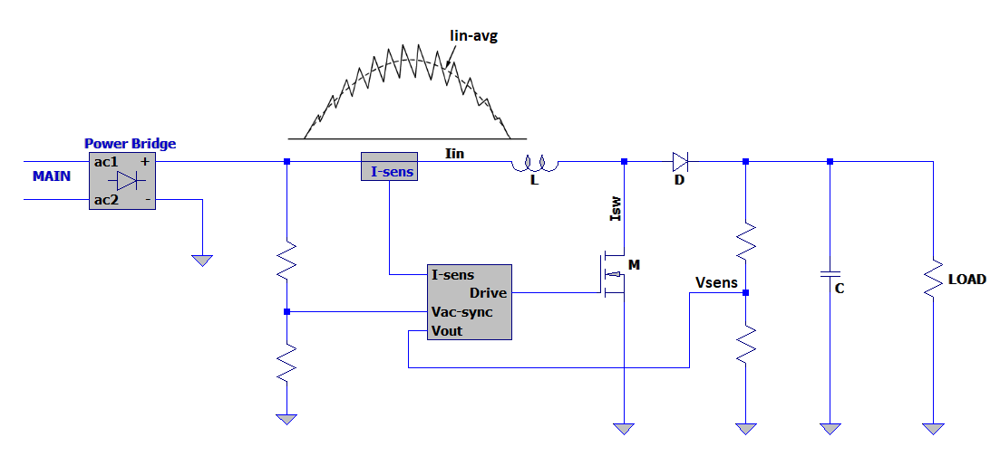 Iin-avg
Power Bridge
MAIN
ac1 +
ac2 -
I-sens
Iin
L
D
Isw
M
I-sens
Drive
Vac-sync
Vout
Vsens
C
LOAD